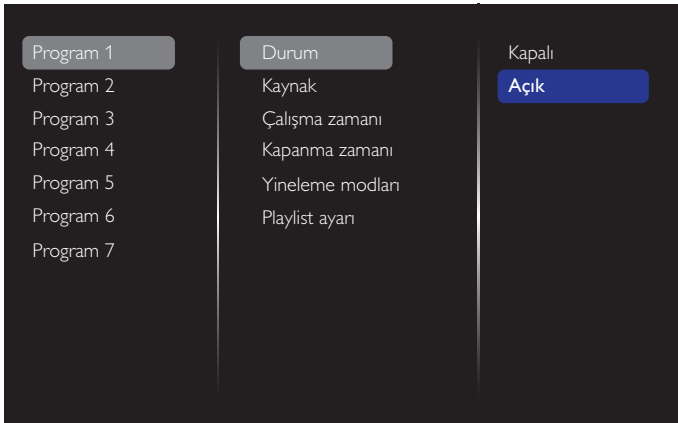 Program 1
Program 2
Program 3
Program 4
Program 5
Program 6
Program 7
Durum
Kaynak
Çalışma zamanı
Kapanma zamanı
Yineleme modları
Playlist ayarı
Kapalı
Açık